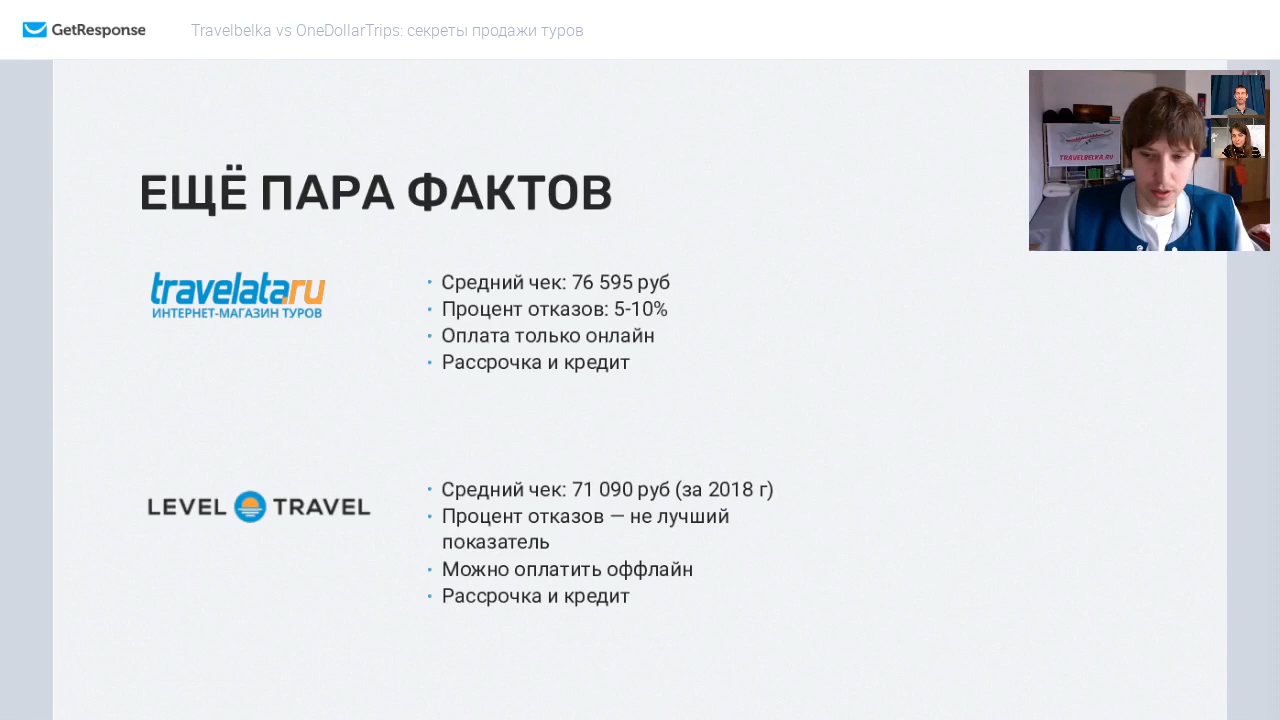 GetResponse
Travelbelka vs OneDollarTrips: секреты продажи туров
TRAVELBELKA.RU
ЕЩЁ ПАРА ФАКТОВ
travelata.ru
ИНТЕРНЕТ-МАГАЗИН ТУРОВ
• Средний чек: 76 595 руб
• Процент отказов: 5-10%
• Оплата только онлайн
• Рассрочка и кредит
LEVEL TRAVEL
• Средний чек: 71 090 руб (за 2018 г)
• Процент отказов — не лучший
показатель
• Можно оплатить оффлайн
• Рассрочка и кредит